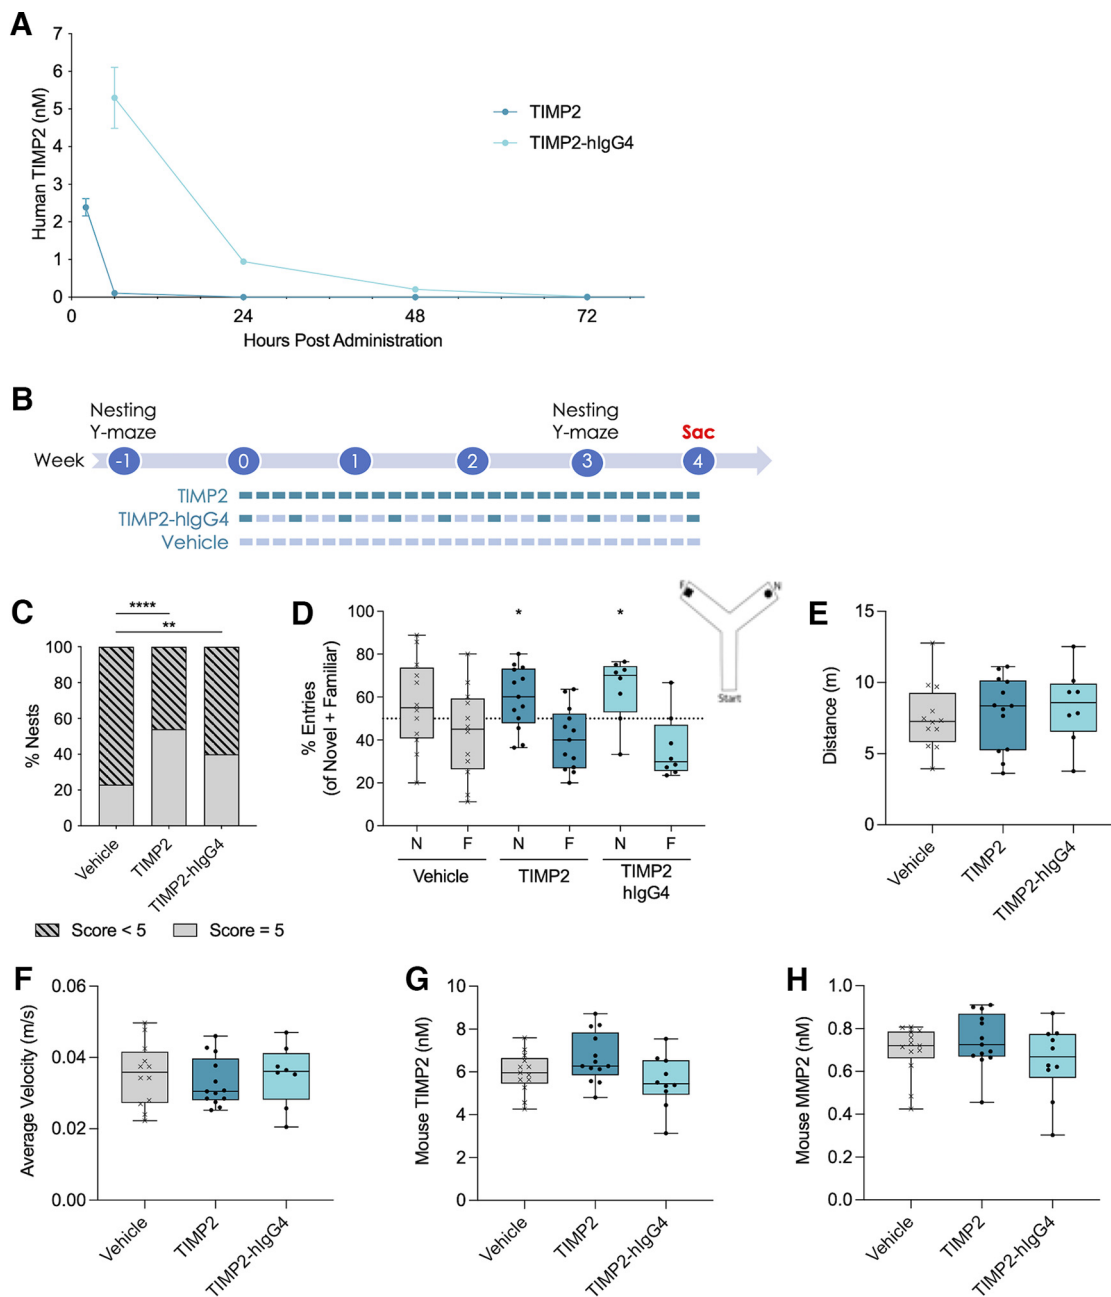 A
7
6
5
4
3
2
1
0
Human TIMP2 (nM)
0
24
48
72
Hours Post Administration
TIMP2
TIMP2-hIgG4
B
Nesting
Y-maze
Nesting
Y-maze
Sac
Week
-1
0
1
2
3
4
TIMP2
TIMP2-hIgG4
Vehicle
C
****
**
100
80
60
40
20
0
% Nests
Vehicle
TIMP2
TIMP2-hIgG4
Score < 5
Score = 5
D
100
80
60
40
20
0
% Entries
(of Novel + Familiar)
*
*
N
F
N
F
N
F
Vehicle
TIMP2
TIMP2
hIgG4
F
N
Start
E
15
10
5
0
Distance (m)
Vehicle
TIMP2
TIMP2-hIgG4
F
0.06
0.04
0.02
0.00
Average Velocity (m/s)
Vehicle
TIMP2
TIMP2-hIgG4
G
10
8
6
4
2
0
Mouse TIMP2 (nM)
Vehicle
TIMP2
TIMP2-hIgG4
H
1.0
0.8
0.6
0.4
0.2
0.0
Mouse MMP2 (nM)
Vehicle
TIMP2
TIMP2-hIgG4